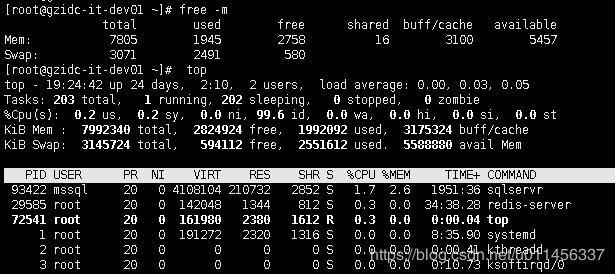 [root@gzidc-it-dev01 ~]# free -m
total used free shared buff/cache available
Mem: 7805 1945 2758 16 3100 5457
Swap: 3071 2491 580
[root@gzidc-it-dev01 ~]# top
top - 19:24:42 up 24 days, 2:10, 2 users, load average: 0.00, 0.03, 0.05
Tasks: 203 total, 1 running, 202 sleeping, 0 stopped, 0 zombie
%Cpu(s): 0.2 us, 0.2 sy, 0.0 ni, 99.6 id, 0.0 wa, 0.0 hi, 0.0 si, 0.0 st
KiB Mem : 7992340 total, 2824924 free, 1992092 used, 3175324 buff/cache
KiB Swap: 3145724 total, 594112 free, 2551612 used. 5588880 avail Mem
PID USER PR NI VIRT RES SHR S %CPU %MEM TIME+ COMMAND
93422 mssql 20 0 4108104 210732 2852 S 1.7 2.6 1951:36 sqlservr
29585 root 20 0 142048 1344 812 S 0.3 0.0 34:38.28 redis-server
72541 root 20 0 161980 2380 1612 R 0.3 0.0 0:00.04 top
1 root 20 0 191272 2320 1316 S 0.0 0.0 8:35.90 systemd
2 root 20 0 0 0 0 S 0.0 0.0 0:00.41 kthreadd
3 root 20 0 0 0 0 S 0.0 0.0 0:10.73 ksoftirqd/0
https://blog.csdn.net/u011456337